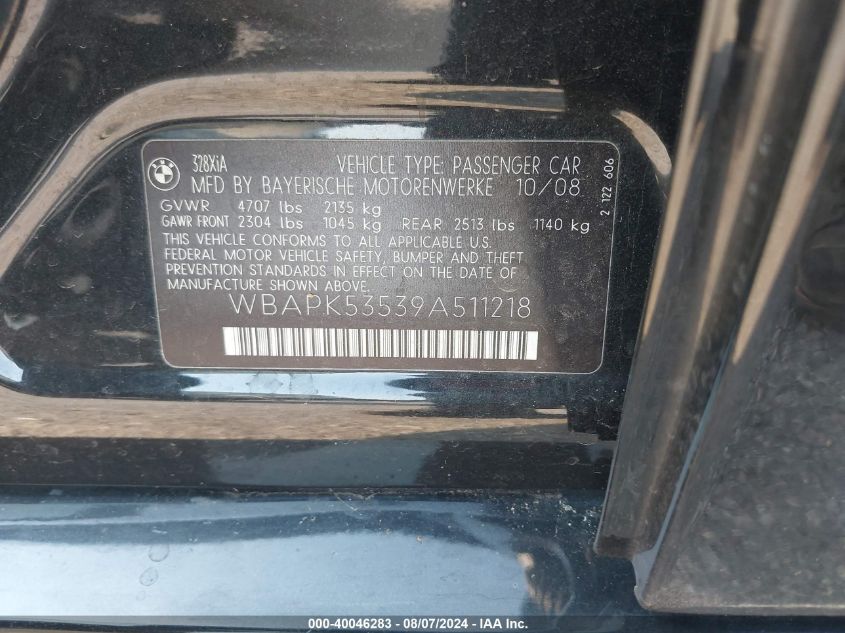 BMW
328XiA VEHICLE TYPE: PASSENGER CAR
MFD BY BAYERISCHE MOTORENWERKE 10/08
GVWR 4707 lbs 2135 kg
GAWR FRONT 2304 lbs 1045 kg REAR 2513 lbs 1140 kg
THIS VEHICLE CONFORMS TO ALL APPLICABLE U.S.
FEDERAL MOTOR VEHICLE SAFETY, BUMPER AND THEFT
PREVENTION STANDARDS IN EFFECT ON THE DATE OF
MANUFACTURE SHOWN ABOVE.
WBAPK53539A511218
2 122 606
000-40046283 - 08/07/2024 - IAA Inc.